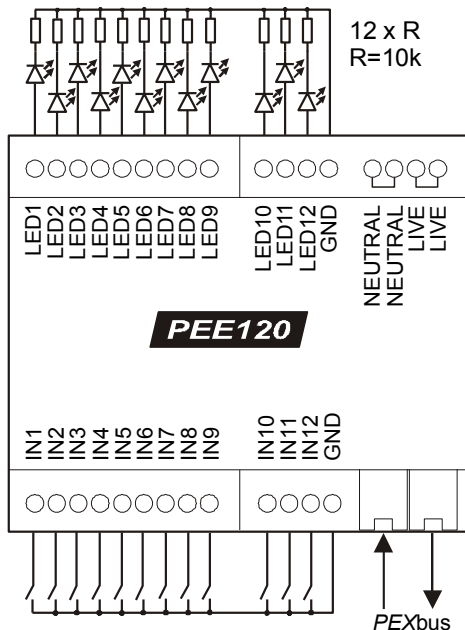 12 x R
R=10k
LED1
LED2
LED3
LED4
LED5
LED6
LED7
LED8
LED9
LED10
LED11
LED12
GND
NEUTRAL
NEUTRAL
LIVE
LIVE
PEE120
IN1
IN2
IN3
IN4
IN5
IN6
IN7
IN8
IN9
IN10
IN11
IN12
GND
PEXbus